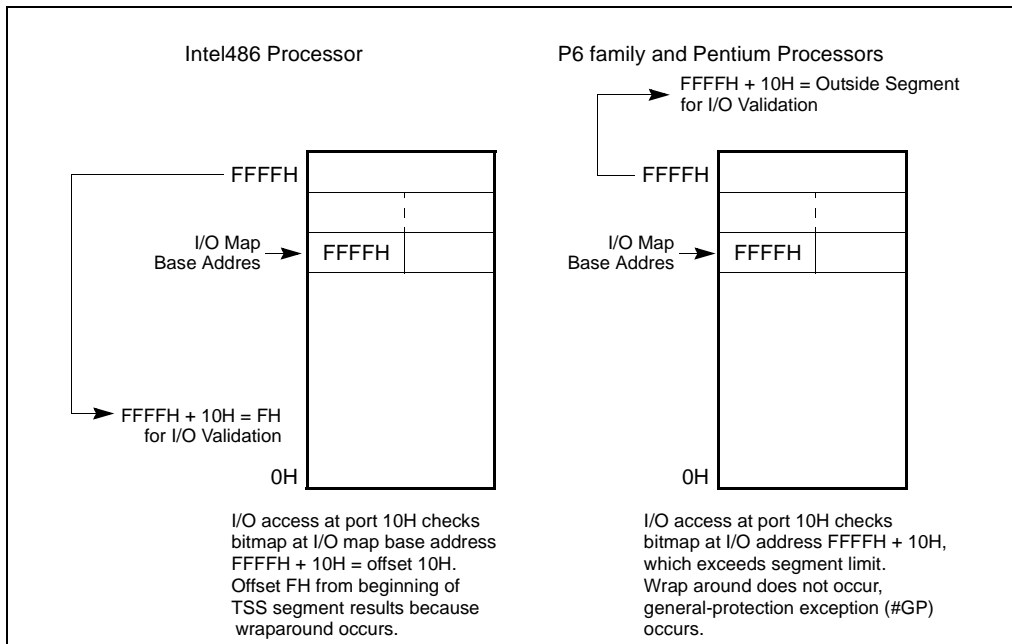 Intel486 Processor
P6 family and Pentium Processors
FFFFH + 10H = Outside Segment
for I/O Validation
FFFFH
FFFFH
I/O Map
Base Addres
FFFFH
I/O Map
Base Addres
FFFFH
FFFFH + 10H = FH
for I/O Validation
0H
0H
I/O access at port 10H checks
bitmap at I/O map base address
FFFFH + 10H = offset 10H.
Offset FH from beginning of
TSS segment results because
wraparound occurs.
I/O access at port 10H checks
bitmap at I/O address FFFFH + 10H,
which exceeds segment limit.
Wrap around does not occur,
general-protection exception (#GP)
occurs.